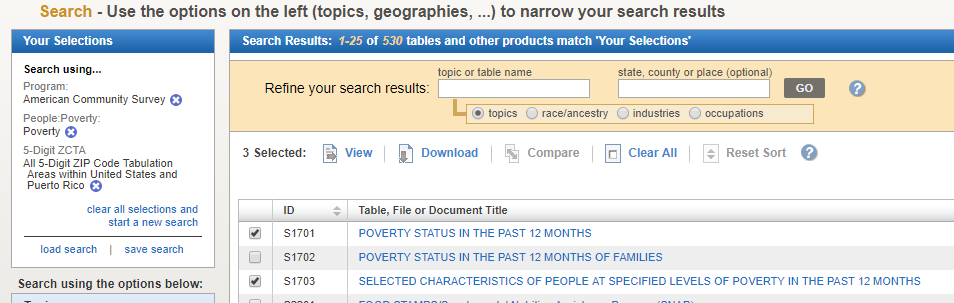 Search - Use the options on the left (topics, geographies, ...) to narrow your search results
Your Selections
Search using...
Program:
American Community Survey
People:Poverty:
Poverty
5-Digit ZCTA
All 5-Digit ZIP Code Tabulation
Areas within United States and
Puerto Rico
clear all selections and
start a new search
load search | save search
Search using the options below:
Search Results: 1-25 of 530 tables and other products match 'Your Selections'
topic or table name
state, county or place (optional)
Refine your search results:
GO
?
topics race/ancestry industries occupations
3 Selected: View | Download | Compare | Clear All | Reset Sort ?
ID Table, File or Document Title
S1701 POVERTY STATUS IN THE PAST 12 MONTHS
S1702 POVERTY STATUS IN THE PAST 12 MONTHS OF FAMILIES
S1703 SELECTED CHARACTERISTICS OF PEOPLE AT SPECIFIED LEVELS OF POVERTY IN THE PAST 12 MONTHS